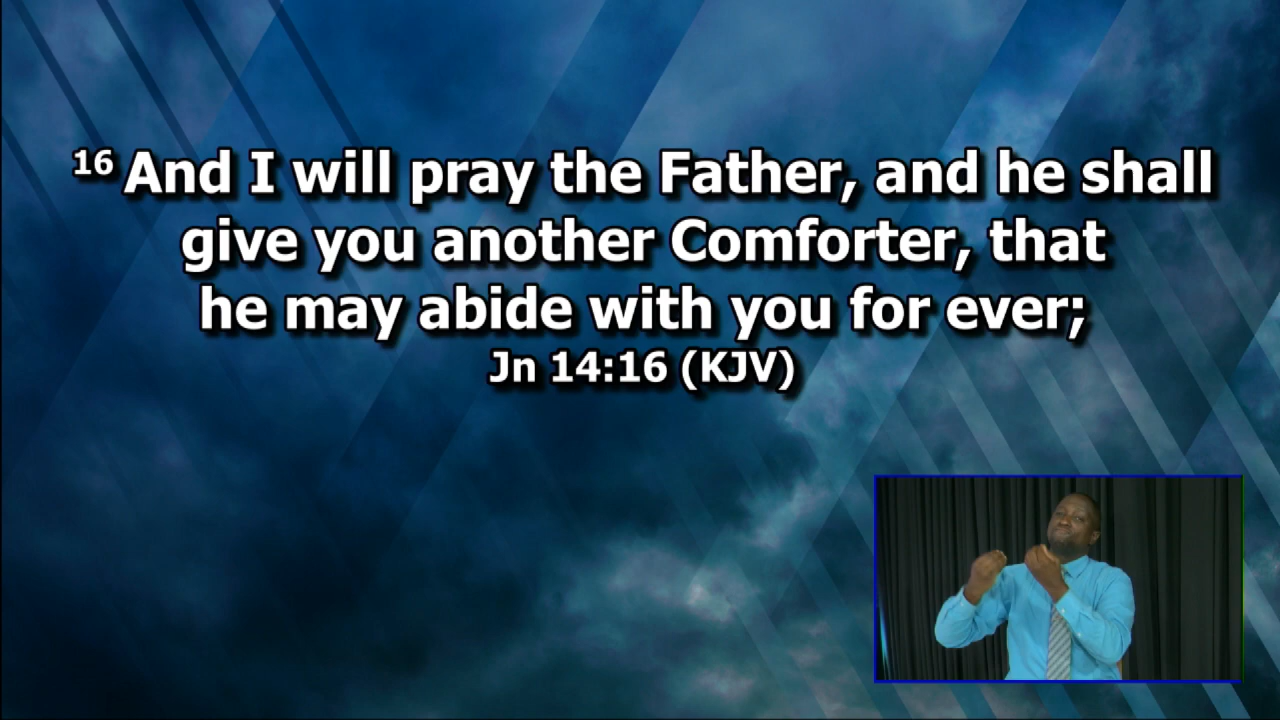 16 And I will pray the Father, and he shall
give you another Comforter, that
he may abide with you for ever;
Jn 14:16 (KJV)